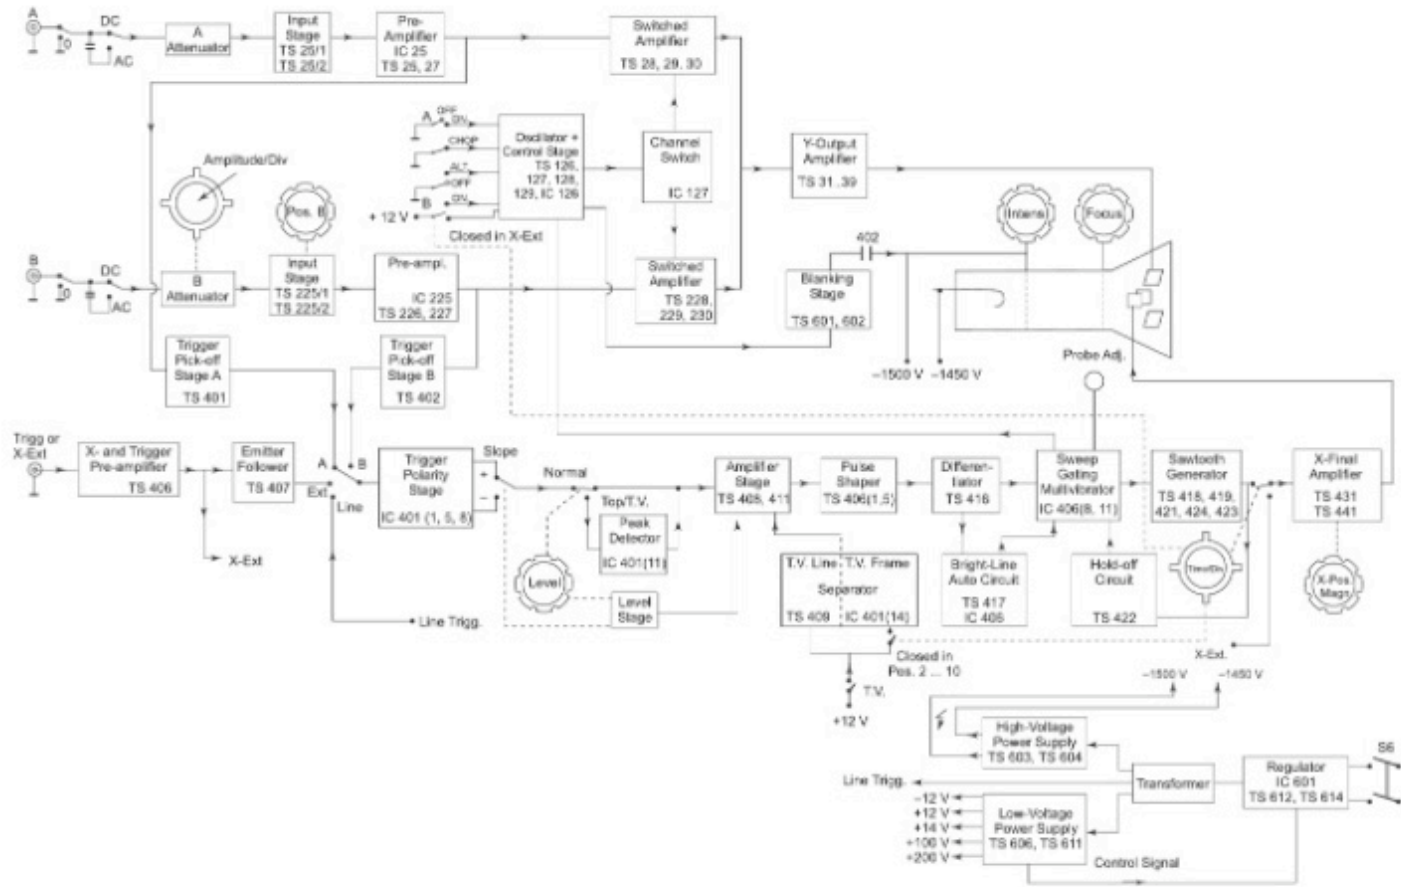 A
DC
0
AC
A
Attenuator
Input
Stage
TS 25/1
TS 25/2
Pre-
Amplifier
IC 25
TS 25, 27
Switched
Amplifier
TS 28, 29, 30
A
OFF
ON
CHOP
ALT
OFF
B
ON
+ 12 V
Closed in X-Ext
Oscillator +
Control Stage
TS 126,
127, 128,
129, IC 126
Channel
Switch
IC 127
Y-Output
Amplifier
TS 31..39
Amplitude/Div
Pos. B
Intens
Focus
402
B
DC
0
AC
B
Attenuator
Input
Stage
TS 225/1
TS 225/2
Pre-ampl.
IC 225
TS 226, 227
Switched
Amplifier
TS 228,
229, 230
Blanking
Stage
TS 601, 602
–1500 V
–1450 V
Probe Adj.
Trigger
Pick-off
Stage A
TS 401
Trigger
Pick-off
Stage B
TS 402
Trigg or
X-Ext
X- and Trigger
Pre-amplifier
TS 406
Emitter
Follower
TS 407
A
B
Ext
Line
Trigger
Polarity
Stage
IC 401 (1, 5, 8)
Slope
+
–
Normal
Top/T.V.
Peak
Detector
IC 401(11)
Level
Level
Stage
Amplifier
Stage
TS 408, 411
Pulse
Shaper
TS 406(1,5)
Differen-
tiator
TS 416
Sweep
Gating
Multivibrator
IC 406(8, 11)
Sawtooth
Generator
TS 418, 419,
421, 424, 423
X-Final
Amplifier
TS 431
TS 441
X-Ext
Line Trigg.
T.V. Line
T.V. Frame
Separator
TS 409
IC 401(14)
Bright-Line
Auto Circuit
TS 417
IC 406
Hold-off
Circuit
TS 422
Time/Div
X-Pos.
Magn
Closed in
Pos. 2 ... 10
T.V.
+12 V
X-Ext.
–1500 V
–1450 V
High-Voltage
Power Supply
TS 603, TS 604
Line Trigg.
Transformer
Regulator
IC 601
TS 612, TS 614
S6
–12 V
+12 V
+14 V
+100 V
+200 V
Low-Voltage
Power Supply
TS 606, TS 611
Control Signal